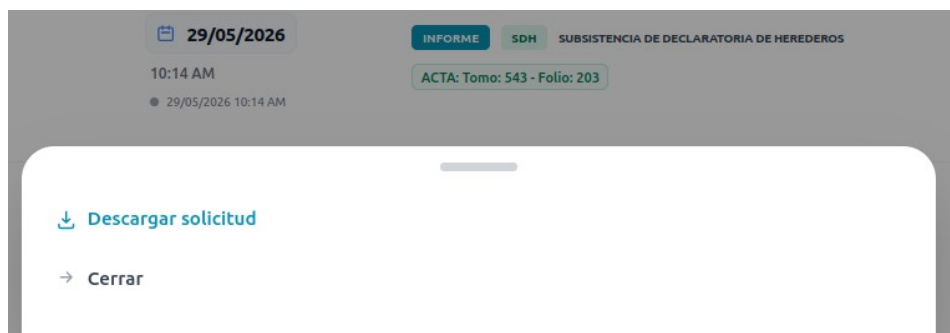 29/05/2026
INFORME SDH SUBSISTENCIA DE DECLARATORIA DE HEREDEROS
10:14 AM
ACTA: Tomo: 543 - Folio: 203
29/05/2026 10:14 AM
Descargar solicitud
Cerrar